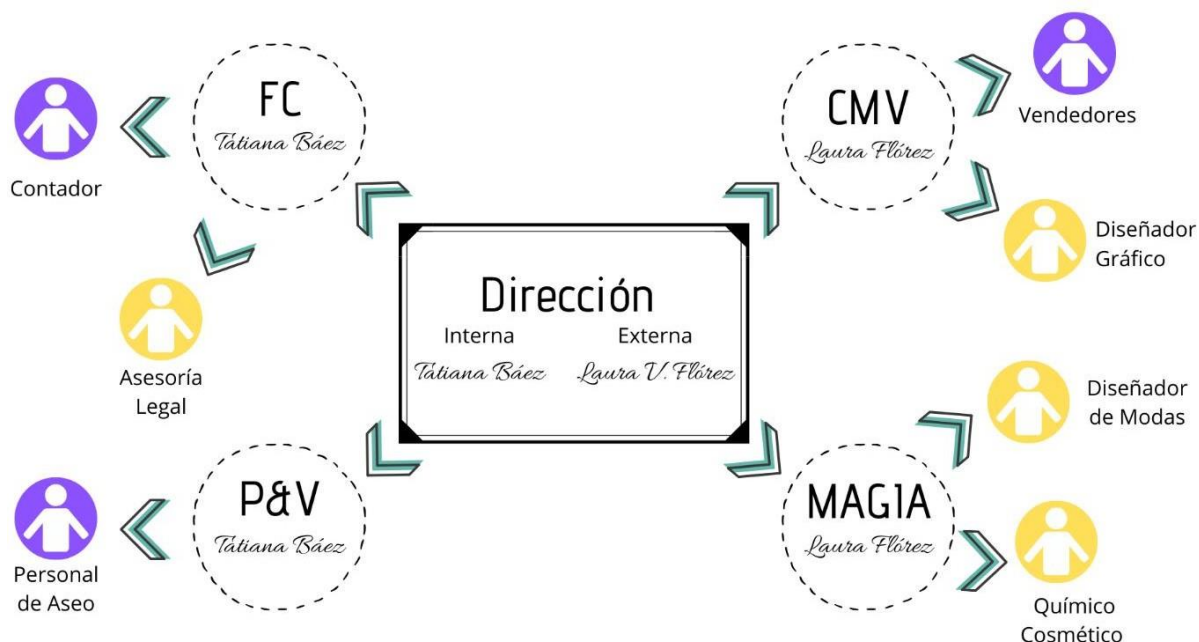 FC
Tatiana Báez
Contador
Asesoría
Legal
CMV
Laura Flórez
Vendedores
Diseñador
Gráfico
Dirección
Interna
Externa
Tatiana Báez
Laura V. Flórez
P&V
Tatiana Báez
Personal
de Aseo
MAGIA
Laura Flórez
Diseñador
de Modas
Químico
Cosmético